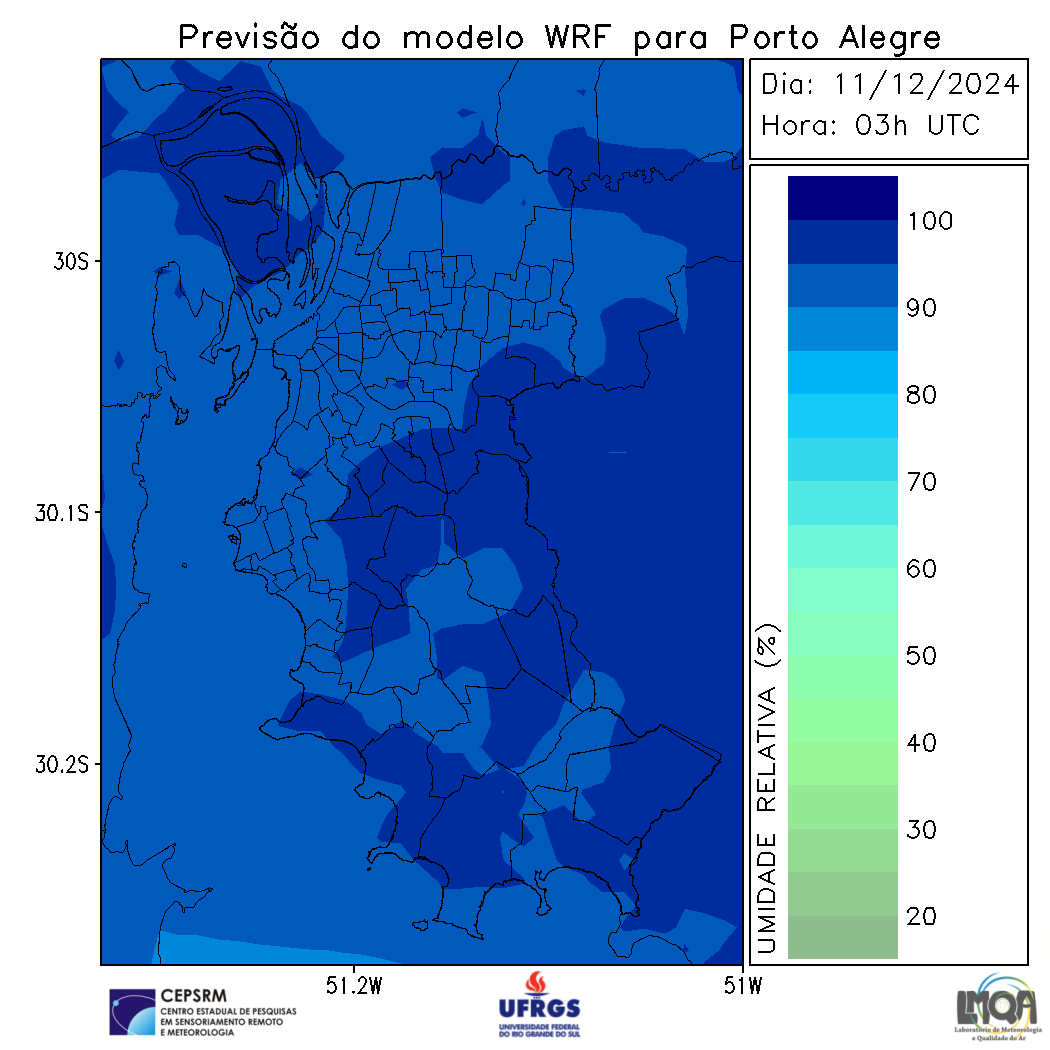 Previsão do modelo WRF para Porto Alegre
Dia: 11/12/2024
Hora: 03h UTC
30S
30.1S
30.2S
51.2W
51W
UMIDADE RELATIVA (%)
100
90
80
70
60
50
40
30
20
CEPSRM
CENTRO ESTADUAL DE PESQUISAS
EM SENSORIAMENTO REMOTO
E METEOROLOGIA
UFRGS
UNIVERSIDADE FEDERAL
DO RIO GRANDE DO SUL
LMQA
Laboratório de Meteorologia
e Qualidade do Ar